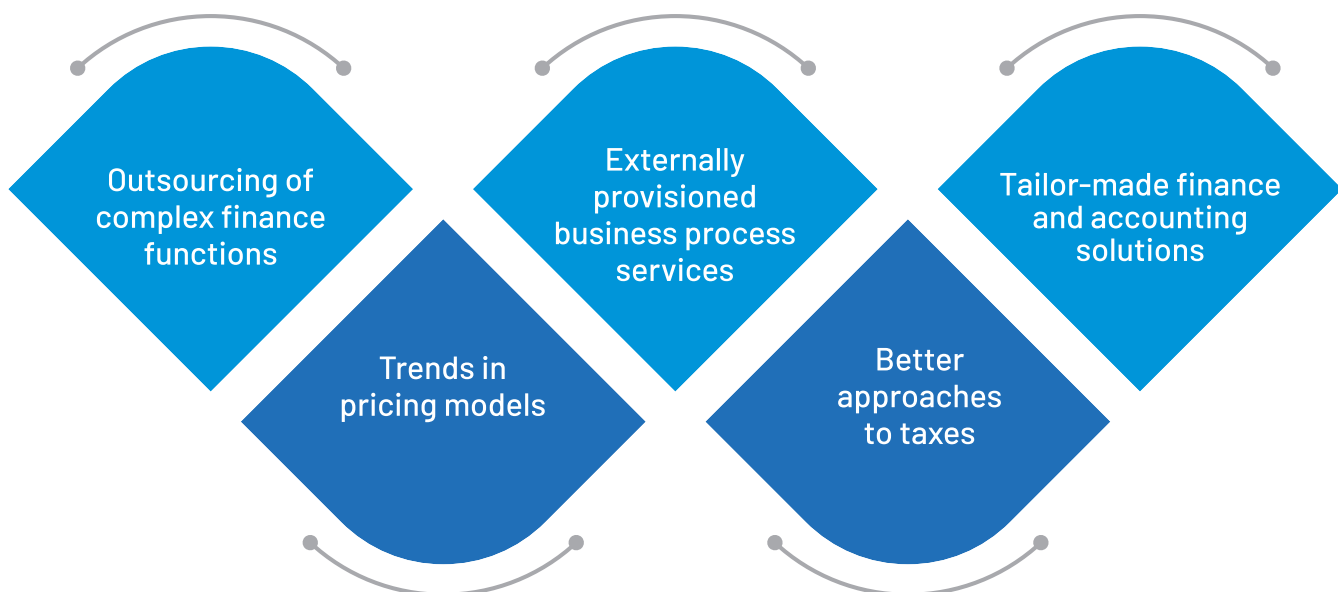 Outsourcing of
complex finance
functions
Trends in
pricing models
Externally
provisioned
business process
services
Better
approaches
to taxes
Tailor-made finance
and accounting
solutions